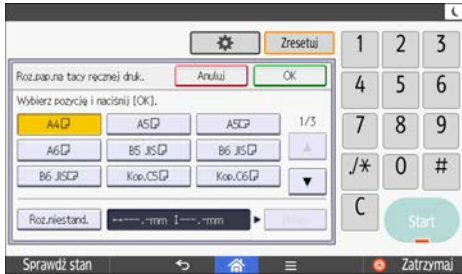 Zresetuj
1 2 3
Roz.pap.na tacy ręcznej druk. Anuluj OK
4 5 6
Wybierz pozycję i naciśnij [OK].
A4 A5 A5 1/3
7 8 9
A6 B5 JIS B6 JIS
./* 0 #
B6 JIS Kop.C5 Kop.C6
C
Roz.niestand. ↔---.-mm I---.-mm
Start
Sprawdź stan Zatrzymaj